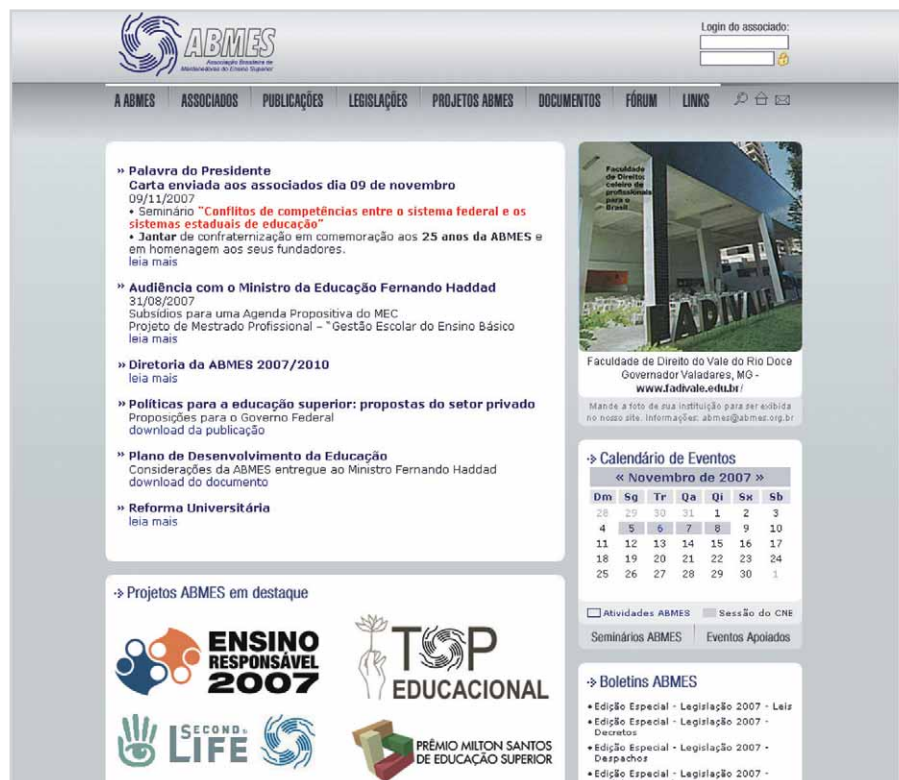 ABMES
Associação Brasileira de
Mantenedoras do Ensino Superior
Login do associado:
A ABMES ASSOCIADOS PUBLICAÇÕES LEGISLAÇÕES PROJETOS ABMES DOCUMENTOS FÓRUM LINKS
» Palavra do Presidente
Carta enviada aos associados dia 09 de novembro
09/11/2007
• Seminário "Conflitos de competências entre o sistema federal e os
sistemas estaduais de educação"
• Jantar de confraternização em comemoração aos 25 anos da ABMES e
em homenagem aos seus fundadores.
leia mais
» Audiência com o Ministro da Educação Fernando Haddad
31/08/2007
Subsídios para uma Agenda Propositiva do MEC
Projeto de Mestrado Profissional – "Gestão Escolar do Ensino Básico
leia mais
» Diretoria da ABMES 2007/2010
leia mais
» Políticas para a educação superior: propostas do setor privado
Proposições para o Governo Federal
download da publicação
» Plano de Desenvolvimento da Educação
Considerações da ABMES entregue ao Ministro Fernando Haddad
download do documento
» Reforma Universitária
leia mais
Projetos ABMES em destaque
ENSINO
RESPONSÁVEL
2007
TOP
EDUCACIONAL
SECOND
LIFE
PRÊMIO MILTON SANTOS
DE EDUCAÇÃO SUPERIOR
Faculdade
de Direito:
celeiro de
profissionais
para o
Brasil
FADIVALE
Faculdade de Direito do Vale do Rio Doce
Governador Valadares, MG -
www.fadivale.edu.br/
Mande a foto de sua instituição para ser exibida
no nosso site. Informações: abmes@abmes.org.br
Calendário de Eventos
« Novembro de 2007 »
Dm Sg Tr Qa Qi Sx Sb
28 29 30 31 1 2 3
4 5 6 7 8 9 10
11 12 13 14 15 16 17
18 19 20 21 22 23 24
25 26 27 28 29 30 1
Atividades ABMES Sessão do CNE
Seminários ABMES Eventos Apoiados
Boletins ABMES
• Edição Especial - Legislação 2007 - Leis
• Edição Especial - Legislação 2007 -
Decretos
• Edição Especial - Legislação 2007 -
Despachos
• Edição Especial - Legislação 2007 -